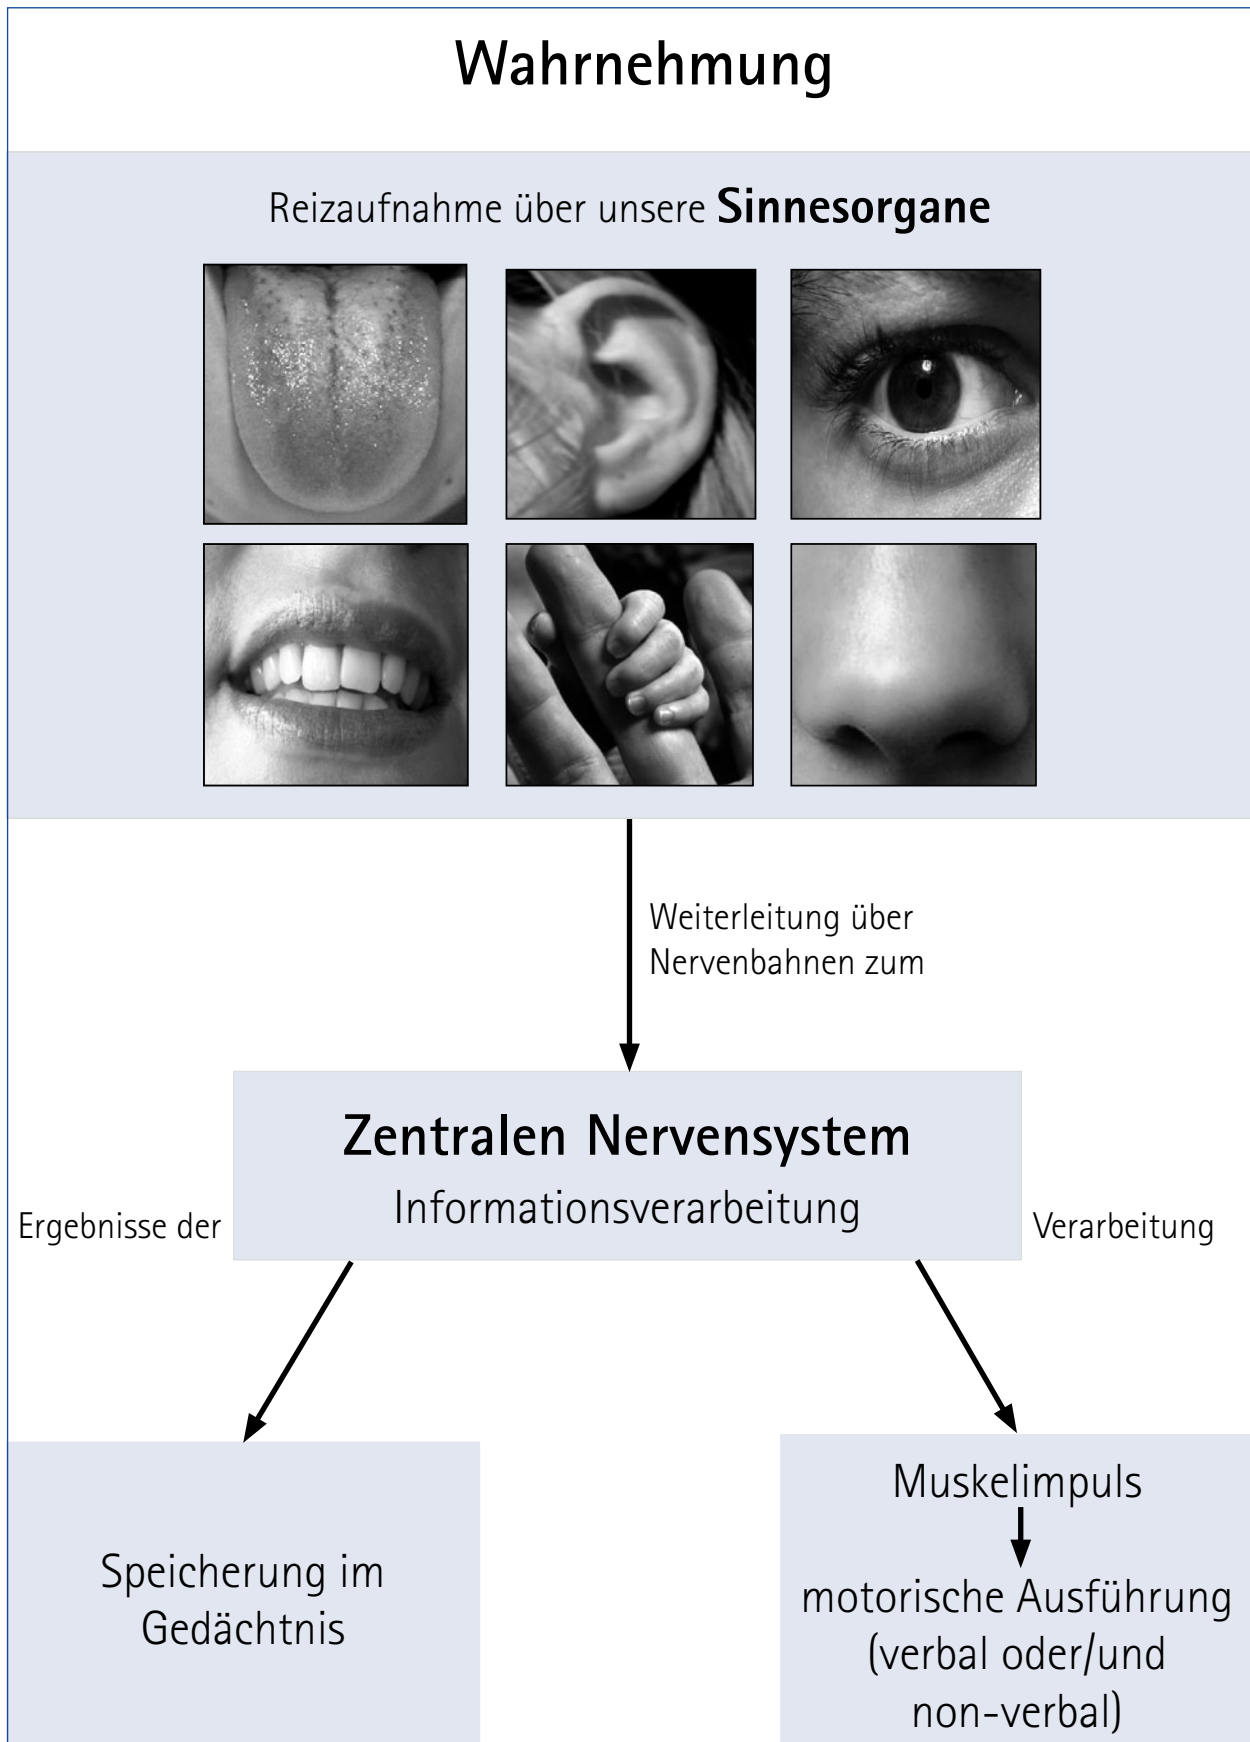 Wahrnehmung
Reizaufnahme über unsere Sinnesorgane
Weiterleitung über
Nervenbahnen zum
Zentralen Nervensystem
Informationsverarbeitung
Ergebnisse der
Verarbeitung
Speicherung im
Gedächtnis
Muskelimpuls
motorische Ausführung
(verbal oder/und
non-verbal)